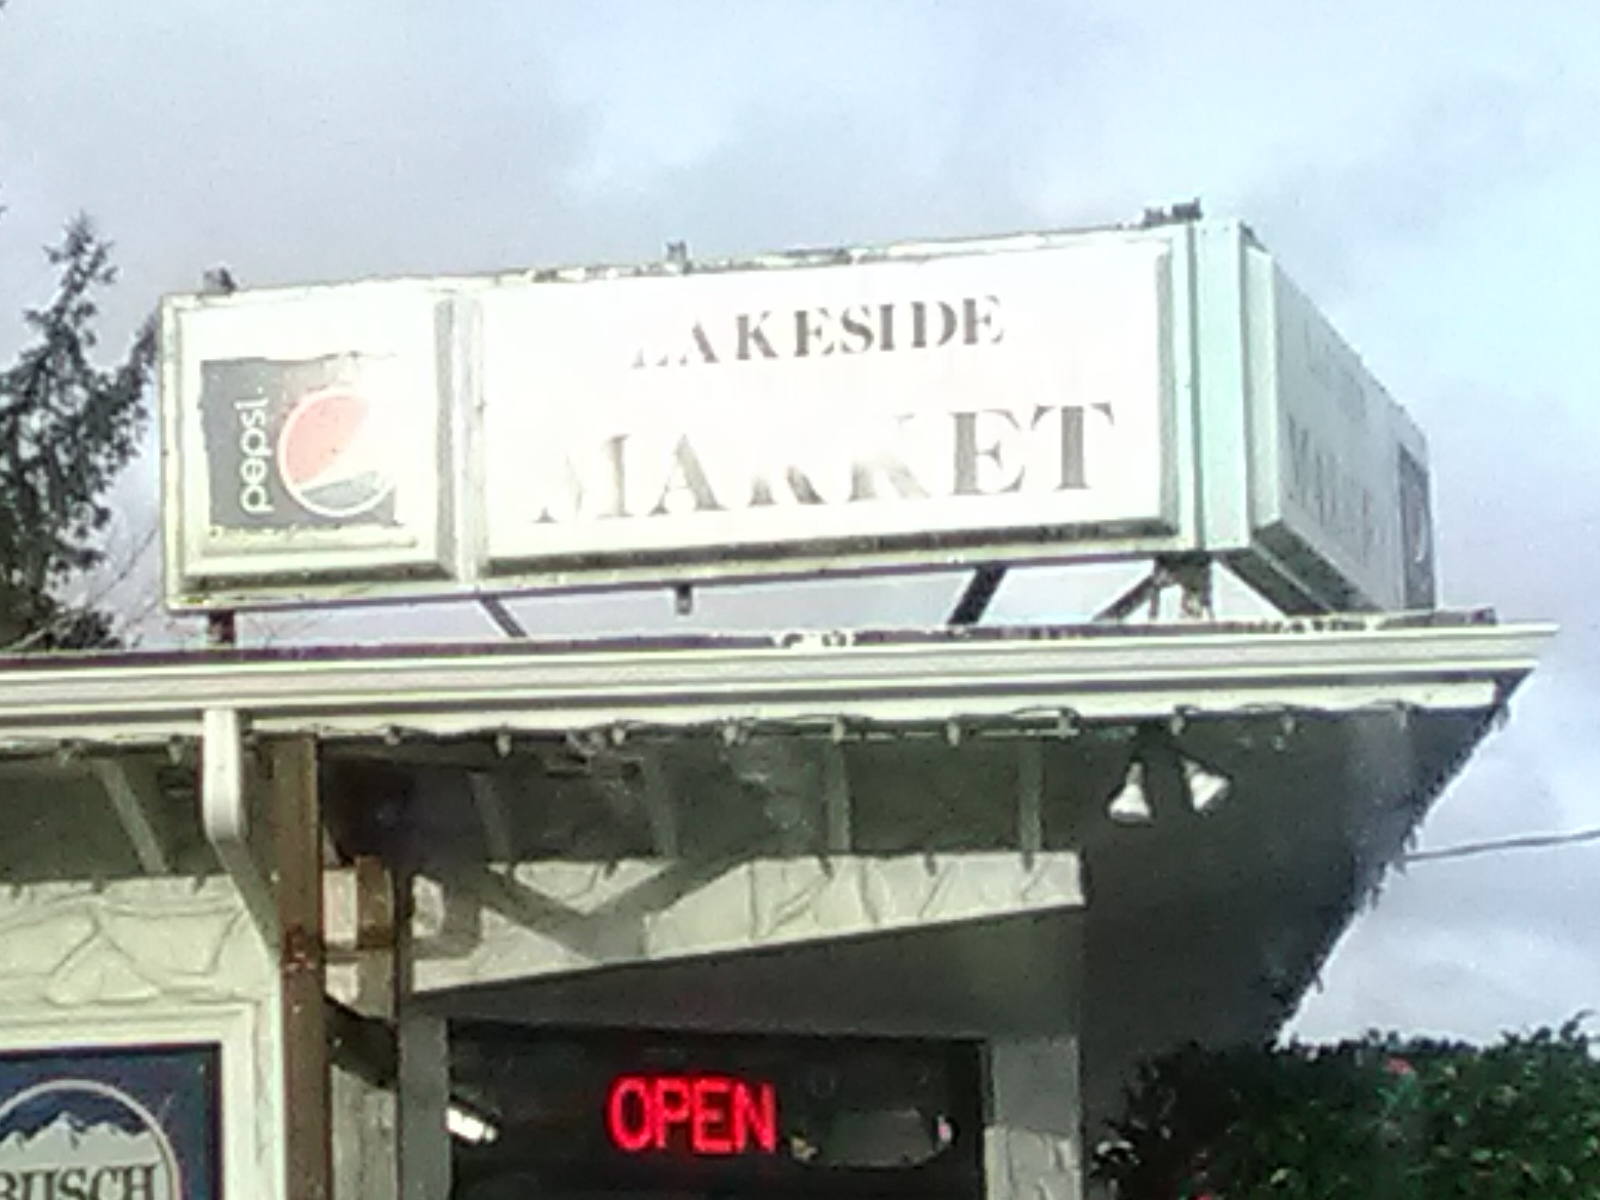 pepsi.
LAKESIDE
MARKET
OPEN
BUSCH